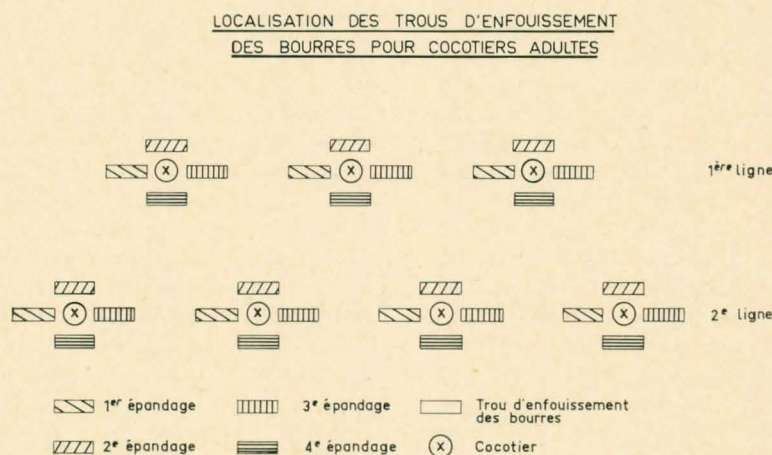 LOCALISATION DES TROUS D'ENFOUISSEMENT
DES BOURRES POUR COCOTIERS ADULTES
1ère ligne
2e ligne
1er épandage
3e épandage
Trou d'enfouissement
des bourres
2e épandage
4e épandage
Cocotier